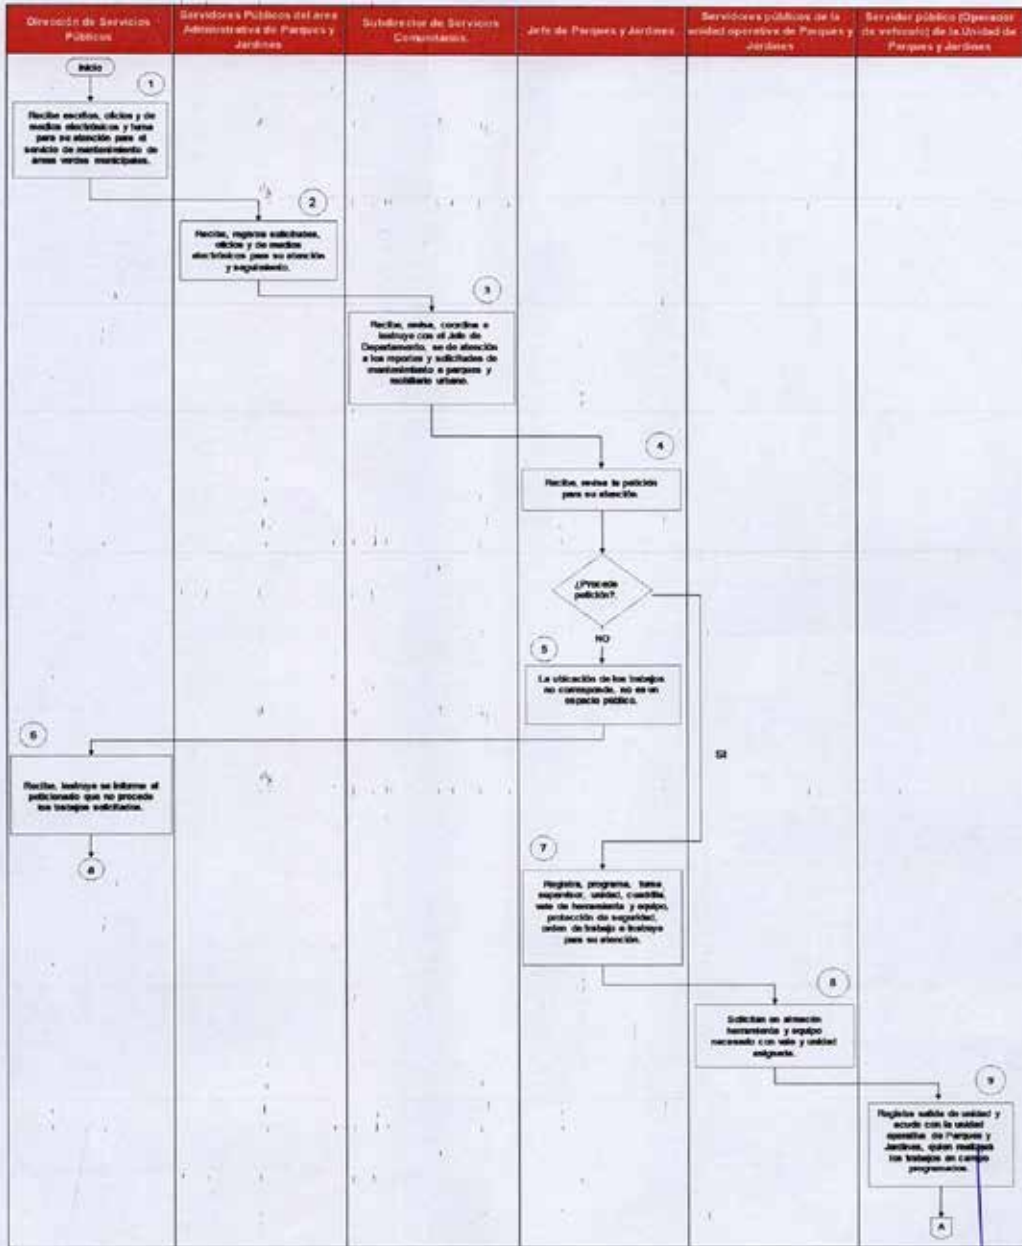 Dirección de Servicios
Públicos
Servidores Públicos del área
Administrativa de Parques y
Jardines
Subdirector de Servicios
Comunitarios.
Jefe de Parques y Jardines
Servidores públicos de la
unidad operativa de Parques y
Jardines
Servidor público (Operador
de vehículo) de la Unidad de
Parques y Jardines
Inicio
1
Recibe escritos, oficios y de
medios electrónicos y turna
para su atención para el
servicio de mantenimiento de
áreas verdes municipales.
2
Recibe, registra solicitudes,
oficios y de medios
electrónicos para su atención
y seguimiento.
3
Recibe, revisa, coordina e
instruye con el Jefe de
Departamento, se de atención
a los reportes y solicitudes de
mantenimiento a parques y
mobiliario urbano.
4
Recibe, revisa la petición
para su atención.
¿Procede
petición?.
NO
SI
5
La ubicación de los trabajos
no corresponde, no es un
espacio público.
6
Recibe, instruye se informe al
peticionado que no procede
los trabajos solicitados.
a
7
Registra, programa, turna
supervisor, unidad, cuadrilla,
vale de herramienta y equipo,
protección de seguridad,
orden de trabajo e instruye
para su atención.
8
Solicitan en almacén
herramienta y equipo
necesario con vale y unidad
asignada.
9
Registra salida de unidad y
acude con la unidad
operativa de Parques y
Jardines, quien realizará
los trabajos en campo
programados.
A